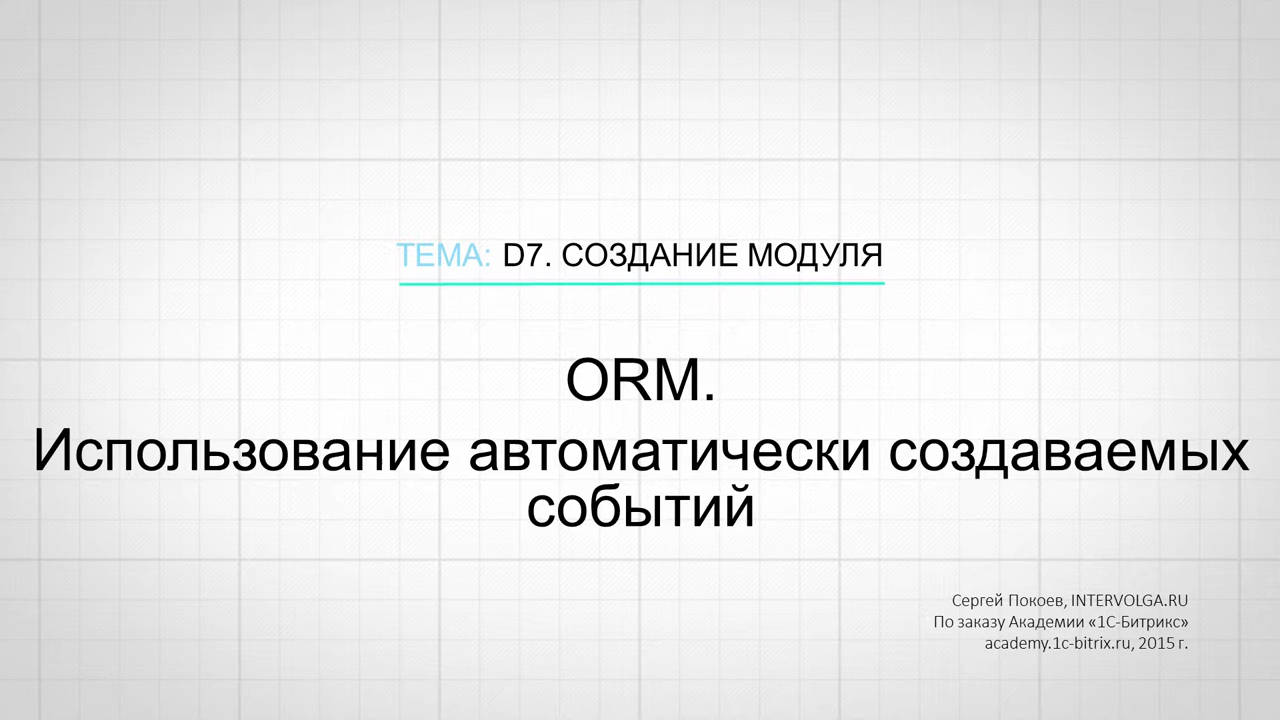 ТЕМА: D7. СОЗДАНИЕ МОДУЛЯ
ORM.
Использование автоматически создаваемых
событий
Сергей Покоев, INTERVOLGA.RU
По заказу Академии «1С-Битрикс»
academy.1c-bitrix.ru, 2015 г.